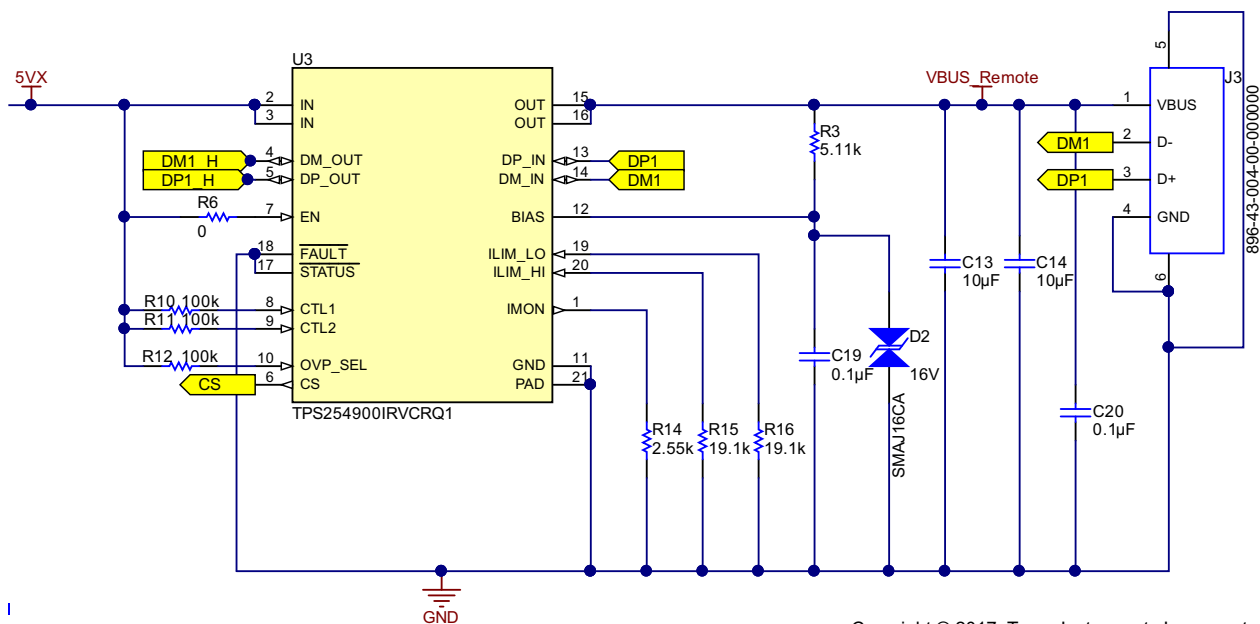 5VX
U3
VBUS_Remote
J3
2 IN
3 IN
OUT 15
OUT 16
DM1_H 4 DM_OUT
DP1_H 5 DP_OUT
DP_IN 13 DP1
DM_IN 14 DM1
R6
0
7 EN
BIAS 12
18 FAULT
17 STATUS
ILIM_LO 19
ILIM_HI 20
R10 100k 8 CTL1
R11 100k 9 CTL2
IMON 1
R12 100k 10 OVP_SEL
CS 6 CS
GND 11
PAD 21
TPS254900IRVCRQ1
R3
5.11k
R14
2.55k
R15
19.1k
R16
19.1k
C19
0.1µF
D2
16V
SMAJ16CA
C13
10µF
C14
10µF
C20
0.1µF
5
1 VBUS
DM1 2 D-
DP1 3 D+
4 GND
6
896-43-004-00-000000
GND